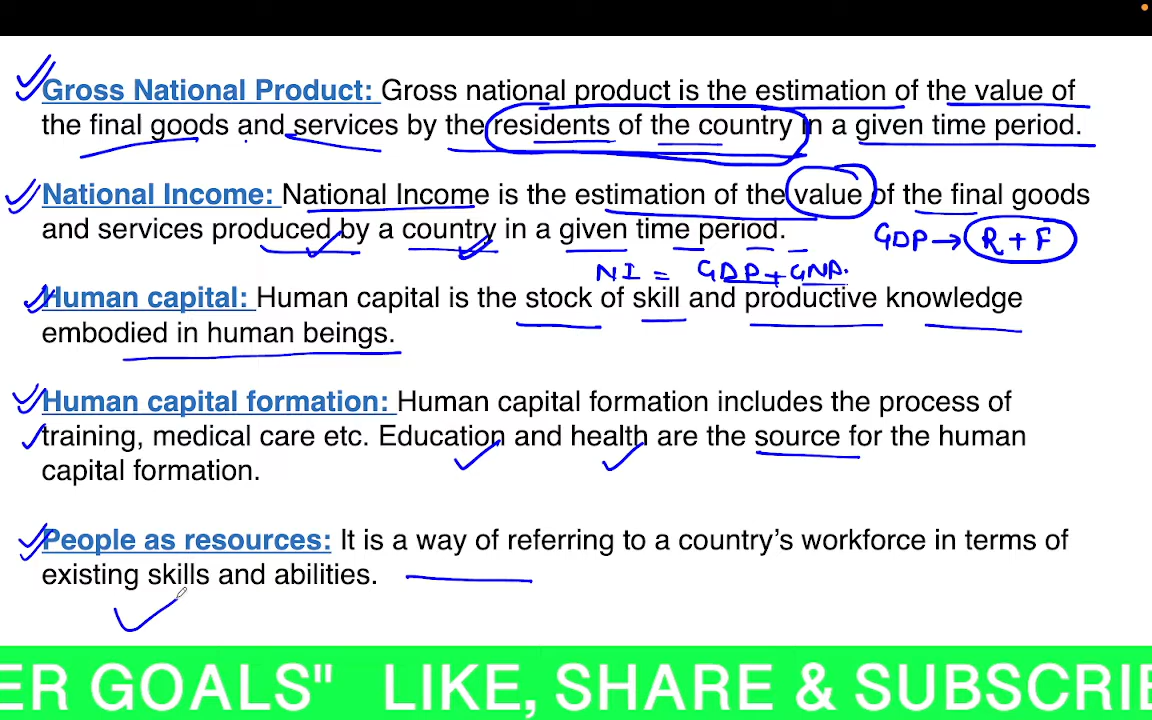 Gross National Product: Gross national product is the estimation of the value of
the final goods and services by the residents of the country in a given time period.
National Income: National Income is the estimation of the value of the final goods
and services produced by a country in a given time period.
GDP → R + F
NI = GDP + GNP.
Human capital: Human capital is the stock of skill and productive knowledge
embodied in human beings.
Human capital formation: Human capital formation includes the process of
training, medical care etc. Education and health are the source for the human
capital formation.
People as resources: It is a way of referring to a country's workforce in terms of
existing skills and abilities.
ER GOALS" LIKE, SHARE & SUBSCRIBE